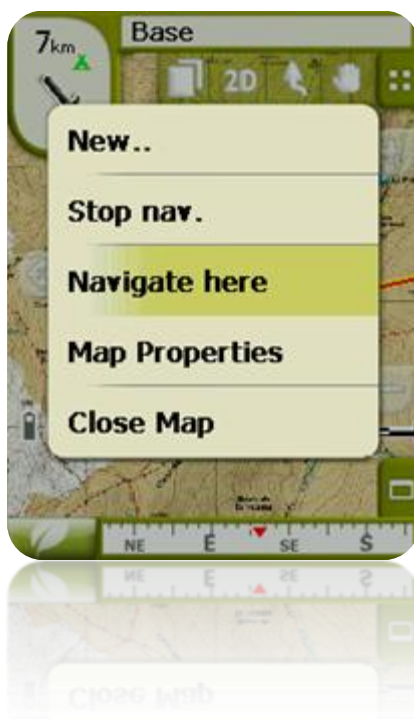 7km
Base
2D
New..
Stop nav.
Navigate here
Map Properties
Close Map
NE E SE S